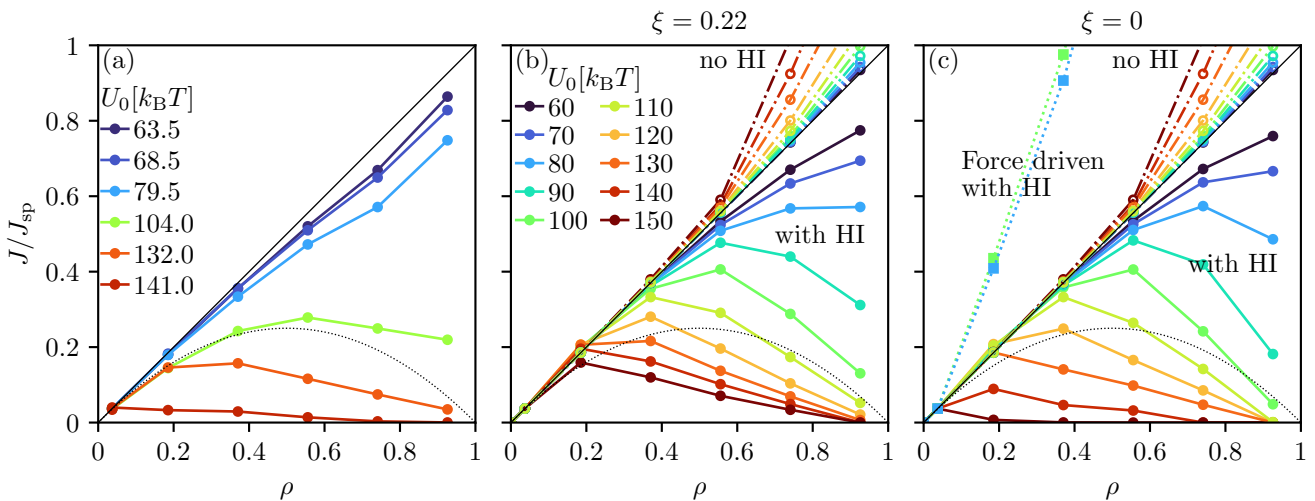 ξ = 0.22
ξ = 0
(a)
U₀[k_BT]
63.5
68.5
79.5
104.0
132.0
141.0
J/J_sp
1
0.8
0.6
0.4
0.2
0
0 0.2 0.4 0.6 0.8 1
ρ
(b)
no HI
U₀[k_BT]
60 110
70 120
80 130
90 140
100 150
with HI
0 0.2 0.4 0.6 0.8 1
ρ
(c)
no HI
Force driven
with HI
with HI
0 0.2 0.4 0.6 0.8 1
ρ